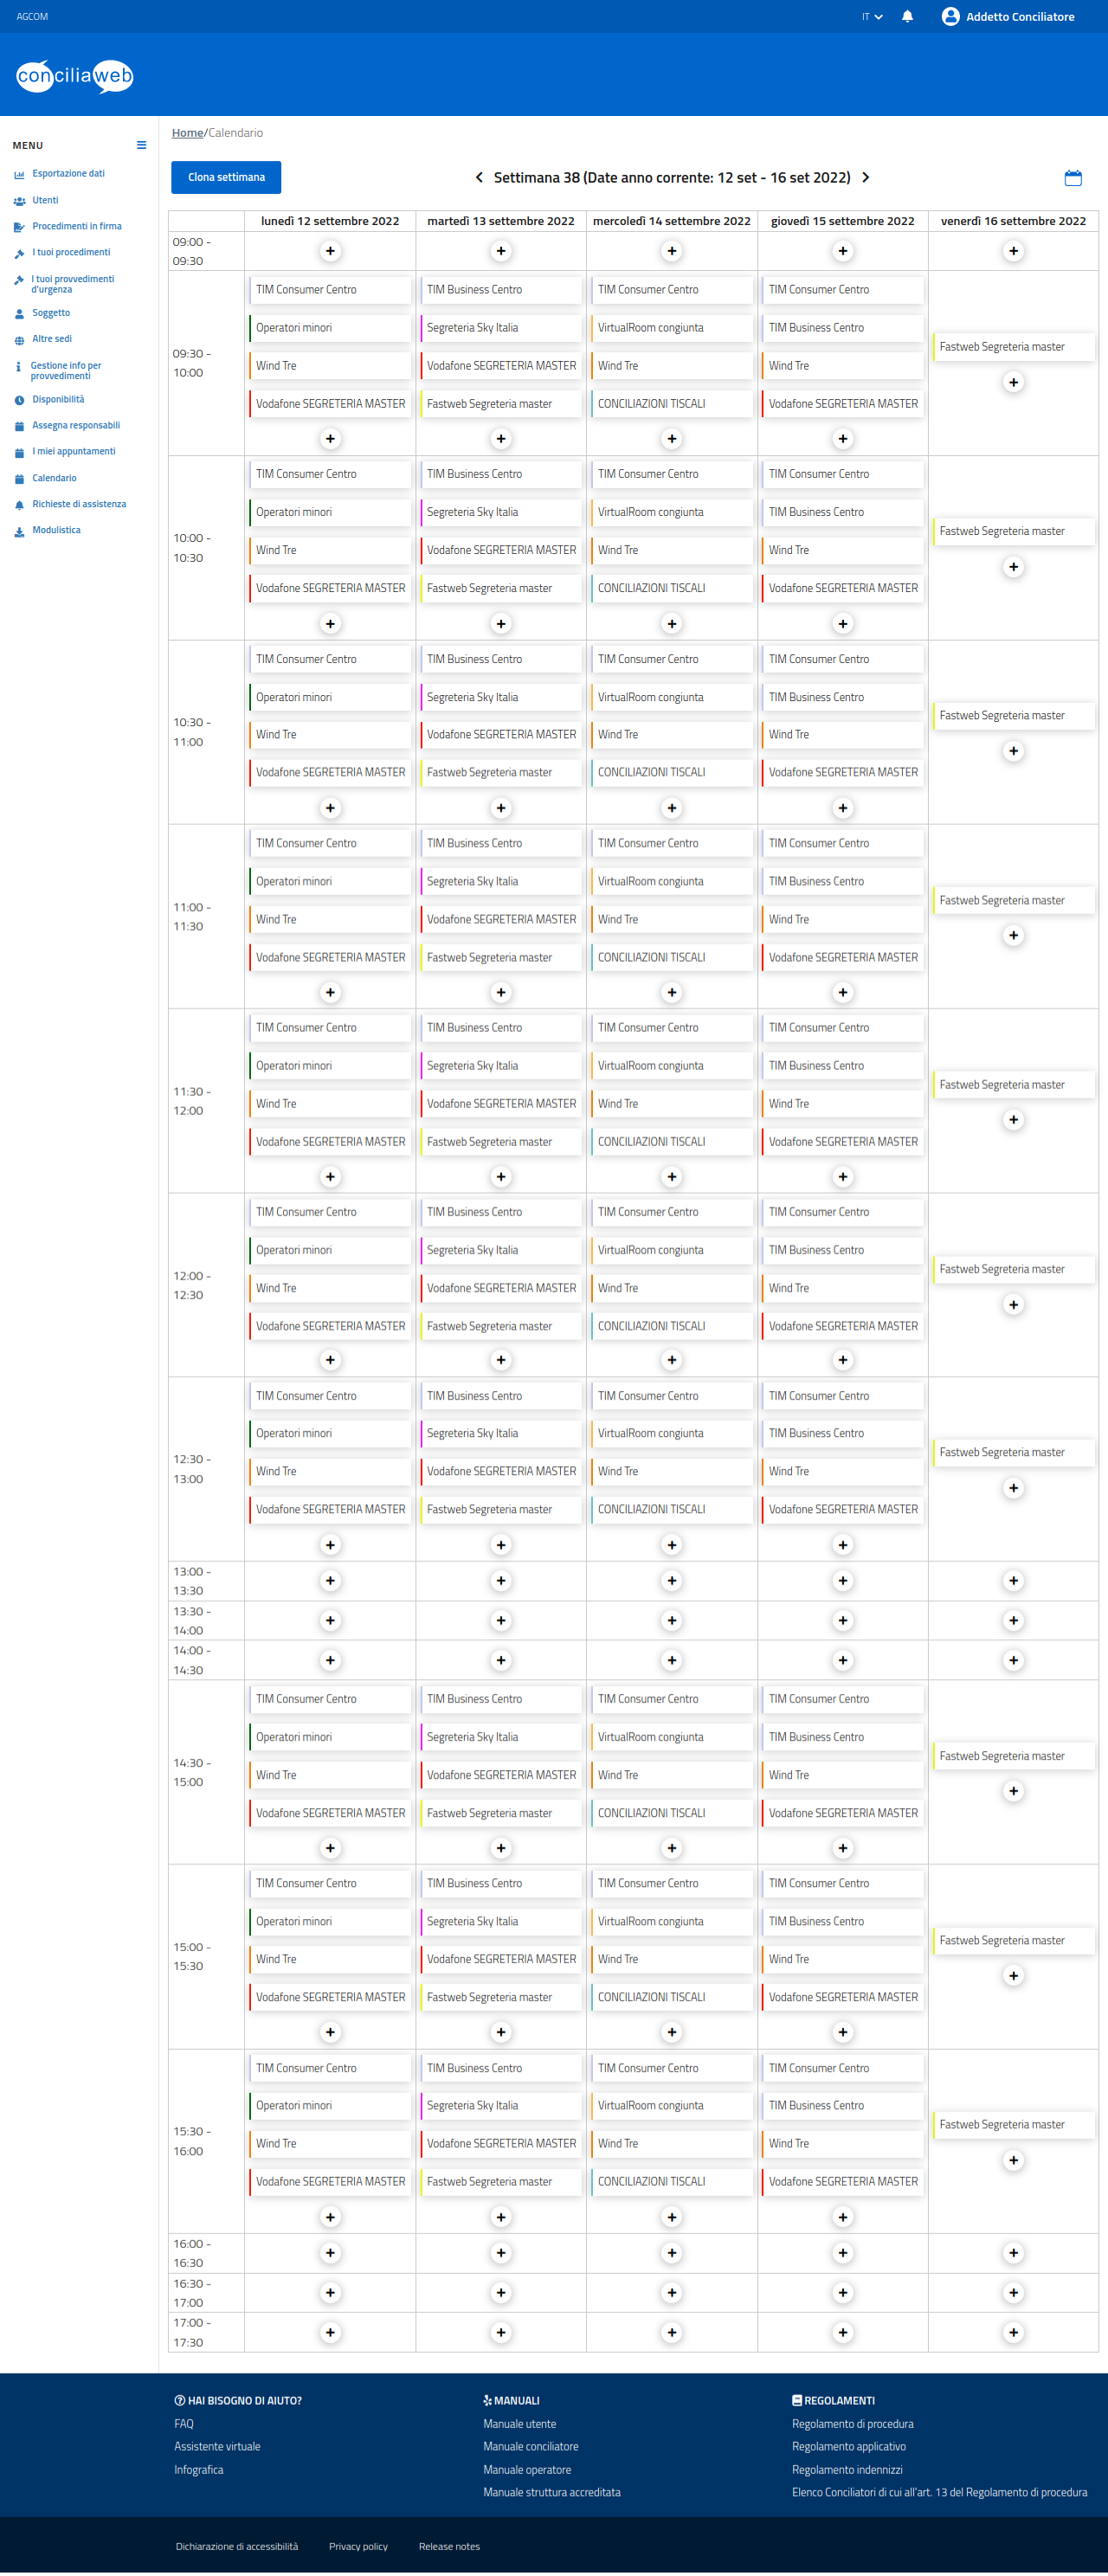 AGCOM
IT
Addetto Conciliatore
conciliaweb
Home/Calendario
MENU
Esportazione dati
Utenti
Procedimenti in firma
I tuoi procedimenti
I tuoi provvedimenti
d'urgenza
Soggetto
Altre sedi
Gestione info per
provvedimenti
Disponibilità
Assegna responsabili
I miei appuntamenti
Calendario
Richieste di assistenza
Modulistica
Clona settimana
Settimana 38 (Date anno corrente: 12 set - 16 set 2022)
lunedì 12 settembre 2022 martedì 13 settembre 2022 mercoledì 14 settembre 2022 giovedì 15 settembre 2022 venerdì 16 settembre 2022
09:00 -
09:30
09:30 -
10:00
TIM Consumer Centro TIM Business Centro TIM Consumer Centro TIM Consumer Centro
Operatori minori Segreteria Sky Italia VirtualRoom congiunta TIM Business Centro
Fastweb Segreteria master
Wind Tre Vodafone SEGRETERIA MASTER Wind Tre Wind Tre
Vodafone SEGRETERIA MASTER Fastweb Segreteria master CONCILIAZIONI TISCALI Vodafone SEGRETERIA MASTER
10:00 -
10:30
TIM Consumer Centro TIM Business Centro TIM Consumer Centro TIM Consumer Centro
Operatori minori Segreteria Sky Italia VirtualRoom congiunta TIM Business Centro
Fastweb Segreteria master
Wind Tre Vodafone SEGRETERIA MASTER Wind Tre Wind Tre
Vodafone SEGRETERIA MASTER Fastweb Segreteria master CONCILIAZIONI TISCALI Vodafone SEGRETERIA MASTER
10:30 -
11:00
TIM Consumer Centro TIM Business Centro TIM Consumer Centro TIM Consumer Centro
Operatori minori Segreteria Sky Italia VirtualRoom congiunta TIM Business Centro
Fastweb Segreteria master
Wind Tre Vodafone SEGRETERIA MASTER Wind Tre Wind Tre
Vodafone SEGRETERIA MASTER Fastweb Segreteria master CONCILIAZIONI TISCALI Vodafone SEGRETERIA MASTER
11:00 -
11:30
TIM Consumer Centro TIM Business Centro TIM Consumer Centro TIM Consumer Centro
Operatori minori Segreteria Sky Italia VirtualRoom congiunta TIM Business Centro
Fastweb Segreteria master
Wind Tre Vodafone SEGRETERIA MASTER Wind Tre Wind Tre
Vodafone SEGRETERIA MASTER Fastweb Segreteria master CONCILIAZIONI TISCALI Vodafone SEGRETERIA MASTER
11:30 -
12:00
TIM Consumer Centro TIM Business Centro TIM Consumer Centro TIM Consumer Centro
Operatori minori Segreteria Sky Italia VirtualRoom congiunta TIM Business Centro
Fastweb Segreteria master
Wind Tre Vodafone SEGRETERIA MASTER Wind Tre Wind Tre
Vodafone SEGRETERIA MASTER Fastweb Segreteria master CONCILIAZIONI TISCALI Vodafone SEGRETERIA MASTER
12:00 -
12:30
TIM Consumer Centro TIM Business Centro TIM Consumer Centro TIM Consumer Centro
Operatori minori Segreteria Sky Italia VirtualRoom congiunta TIM Business Centro
Fastweb Segreteria master
Wind Tre Vodafone SEGRETERIA MASTER Wind Tre Wind Tre
Vodafone SEGRETERIA MASTER Fastweb Segreteria master CONCILIAZIONI TISCALI Vodafone SEGRETERIA MASTER
12:30 -
13:00
TIM Consumer Centro TIM Business Centro TIM Consumer Centro TIM Consumer Centro
Operatori minori Segreteria Sky Italia VirtualRoom congiunta TIM Business Centro
Fastweb Segreteria master
Wind Tre Vodafone SEGRETERIA MASTER Wind Tre Wind Tre
Vodafone SEGRETERIA MASTER Fastweb Segreteria master CONCILIAZIONI TISCALI Vodafone SEGRETERIA MASTER
13:00 -
13:30
13:30 -
14:00
14:00 -
14:30
14:30 -
15:00
TIM Consumer Centro TIM Business Centro TIM Consumer Centro TIM Consumer Centro
Operatori minori Segreteria Sky Italia VirtualRoom congiunta TIM Business Centro
Fastweb Segreteria master
Wind Tre Vodafone SEGRETERIA MASTER Wind Tre Wind Tre
Vodafone SEGRETERIA MASTER Fastweb Segreteria master CONCILIAZIONI TISCALI Vodafone SEGRETERIA MASTER
15:00 -
15:30
TIM Consumer Centro TIM Business Centro TIM Consumer Centro TIM Consumer Centro
Operatori minori Segreteria Sky Italia VirtualRoom congiunta TIM Business Centro
Fastweb Segreteria master
Wind Tre Vodafone SEGRETERIA MASTER Wind Tre Wind Tre
Vodafone SEGRETERIA MASTER Fastweb Segreteria master CONCILIAZIONI TISCALI Vodafone SEGRETERIA MASTER
15:30 -
16:00
TIM Consumer Centro TIM Business Centro TIM Consumer Centro TIM Consumer Centro
Operatori minori Segreteria Sky Italia VirtualRoom congiunta TIM Business Centro
Fastweb Segreteria master
Wind Tre Vodafone SEGRETERIA MASTER Wind Tre Wind Tre
Vodafone SEGRETERIA MASTER Fastweb Segreteria master CONCILIAZIONI TISCALI Vodafone SEGRETERIA MASTER
16:00 -
16:30
16:30 -
17:00
17:00 -
17:30
HAI BISOGNO DI AIUTO?
FAQ
Assistente virtuale
Infografica
MANUALI
Manuale utente
Manuale conciliatore
Manuale operatore
Manuale struttura accreditata
REGOLAMENTI
Regolamento di procedura
Regolamento applicativo
Regolamento indennizzi
Elenco Conciliatori di cui all'art. 13 del Regolamento di procedura
Dichiarazione di accessibilità Privacy policy Release notes